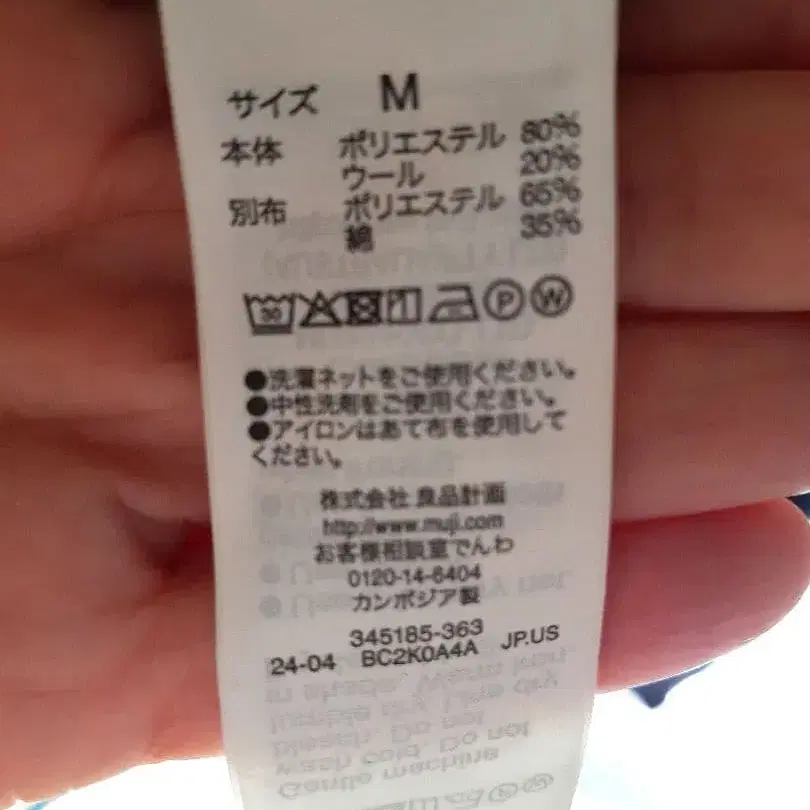 サイズ M
本体 ポリエステル 80%
ウール 20%
別布 ポリエステル 65%
綿 35%
30 P W
●洗濯ネットをご使用ください。
●中性洗剤をご使用ください。
●アイロンはあて布を使用して
ください。
株式会社 良品計画
http://www.muji.com
お客様相談室でんわ
0120-14-6404
カンボジア製
345185-363
24-04 BC2K0A4A JP.US